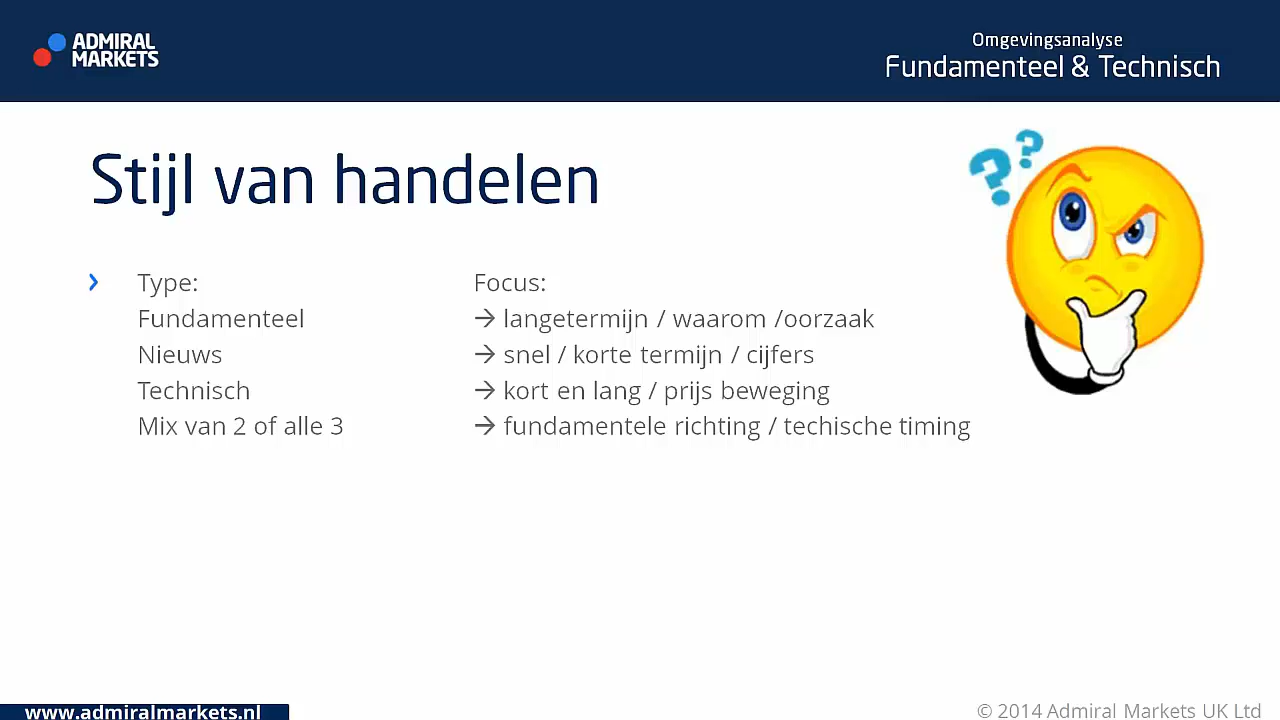 ADMIRAL
MARKETS
Omgevingsanalyse
Fundamenteel & Technisch
Stijl van handelen
? ?
› Type: Focus:
Fundamenteel → langetermijn / waarom /oorzaak
Nieuws → snel / korte termijn / cijfers
Technisch → kort en lang / prijs beweging
Mix van 2 of alle 3 → fundamentele richting / techische timing
www.admiralmarkets.nl
© 2014 Admiral Markets UK Ltd